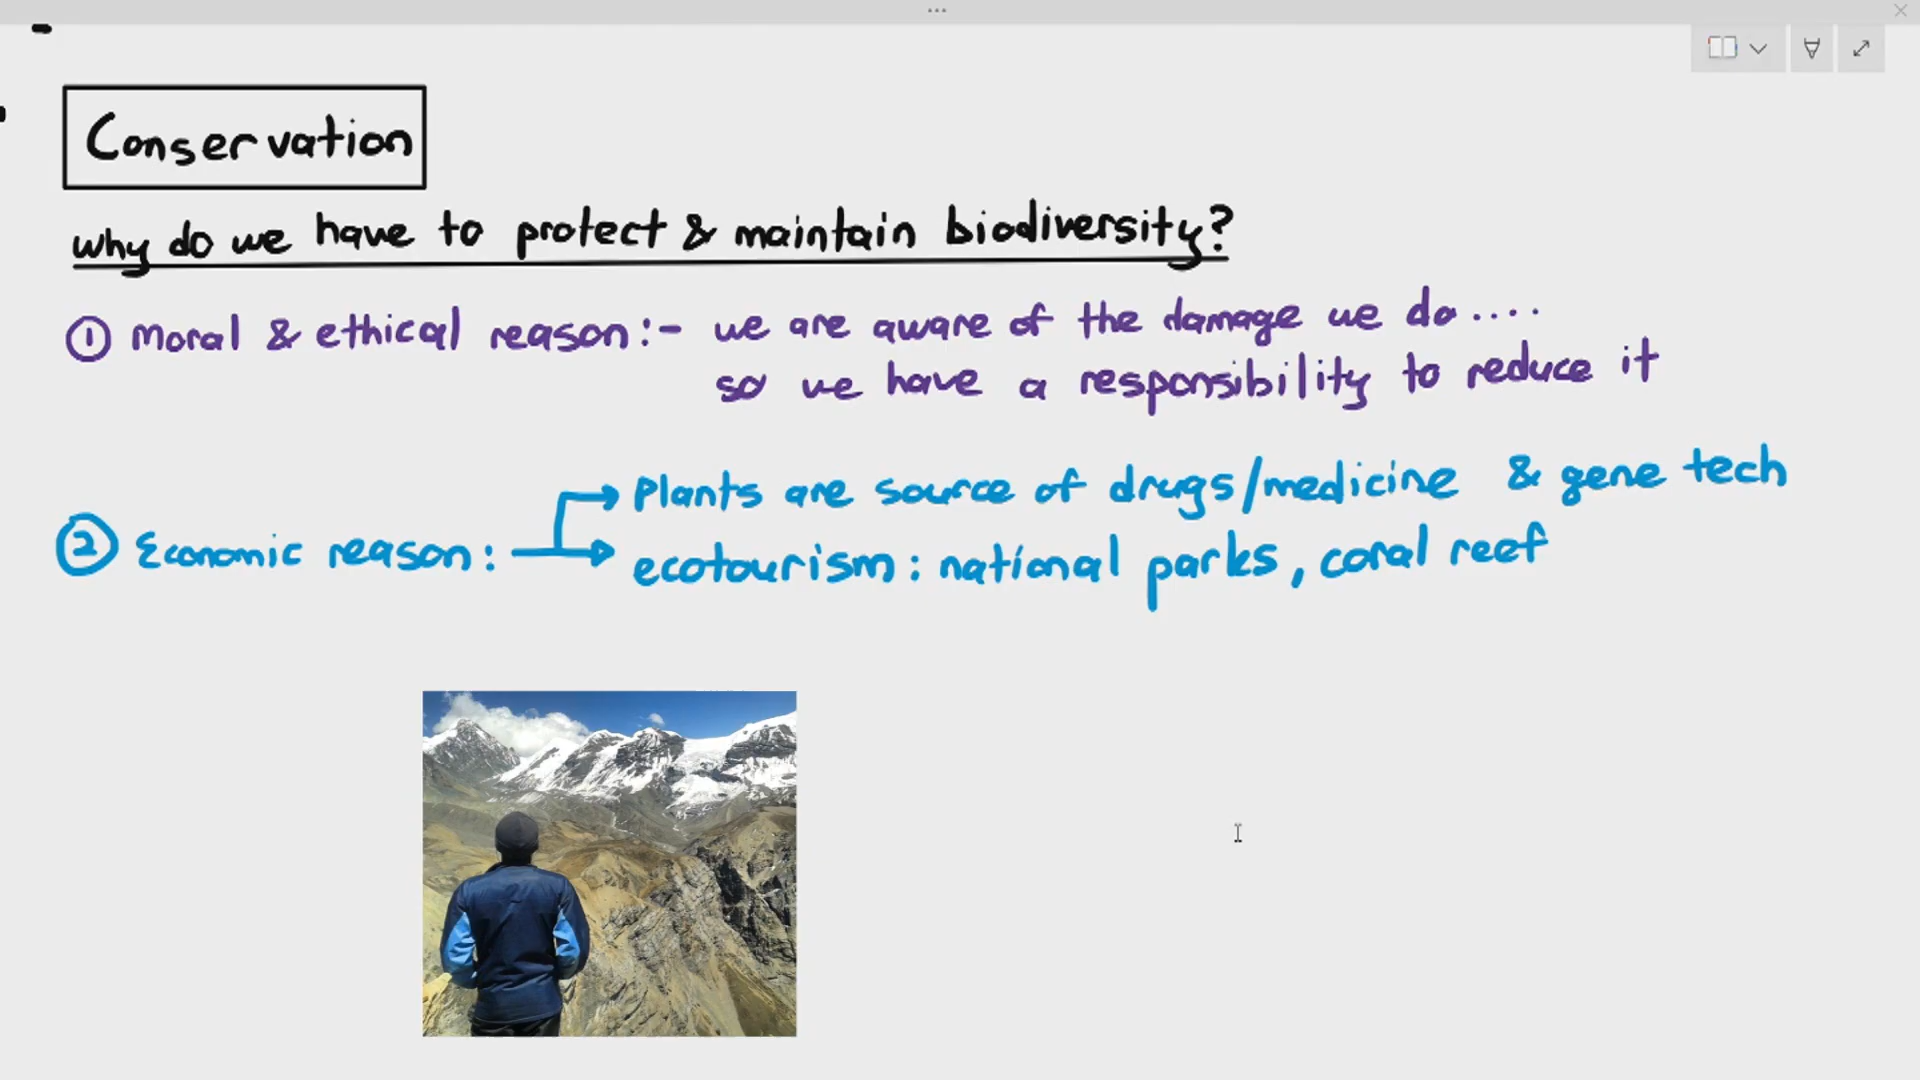 Conservation
why do we have to protect & maintain biodiversity?
① Moral & ethical reason :- we are aware of the damage we do....
so we have a responsibility to reduce it
Plants are source of drugs/medicine & gene tech
② Economic reason :
ecotourism : national parks, coral reef